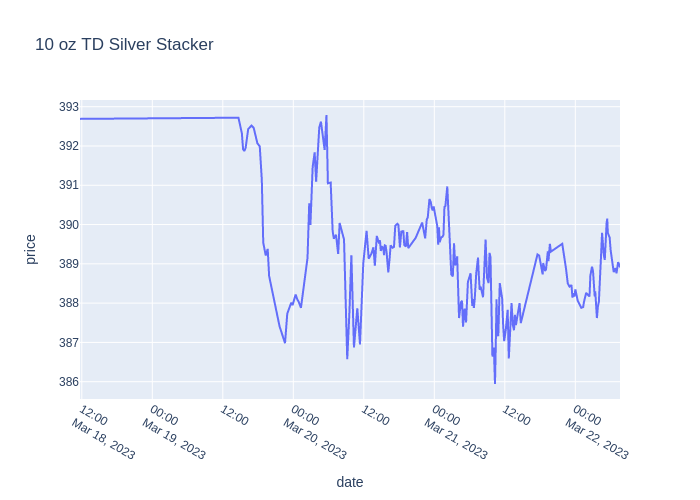 10 oz TD Silver Stacker
393
392
391
390
389
388
387
386
price
12:00
Mar 18, 2023
00:00
Mar 19, 2023
12:00
00:00
Mar 20, 2023
12:00
00:00
Mar 21, 2023
12:00
00:00
Mar 22, 2023
date